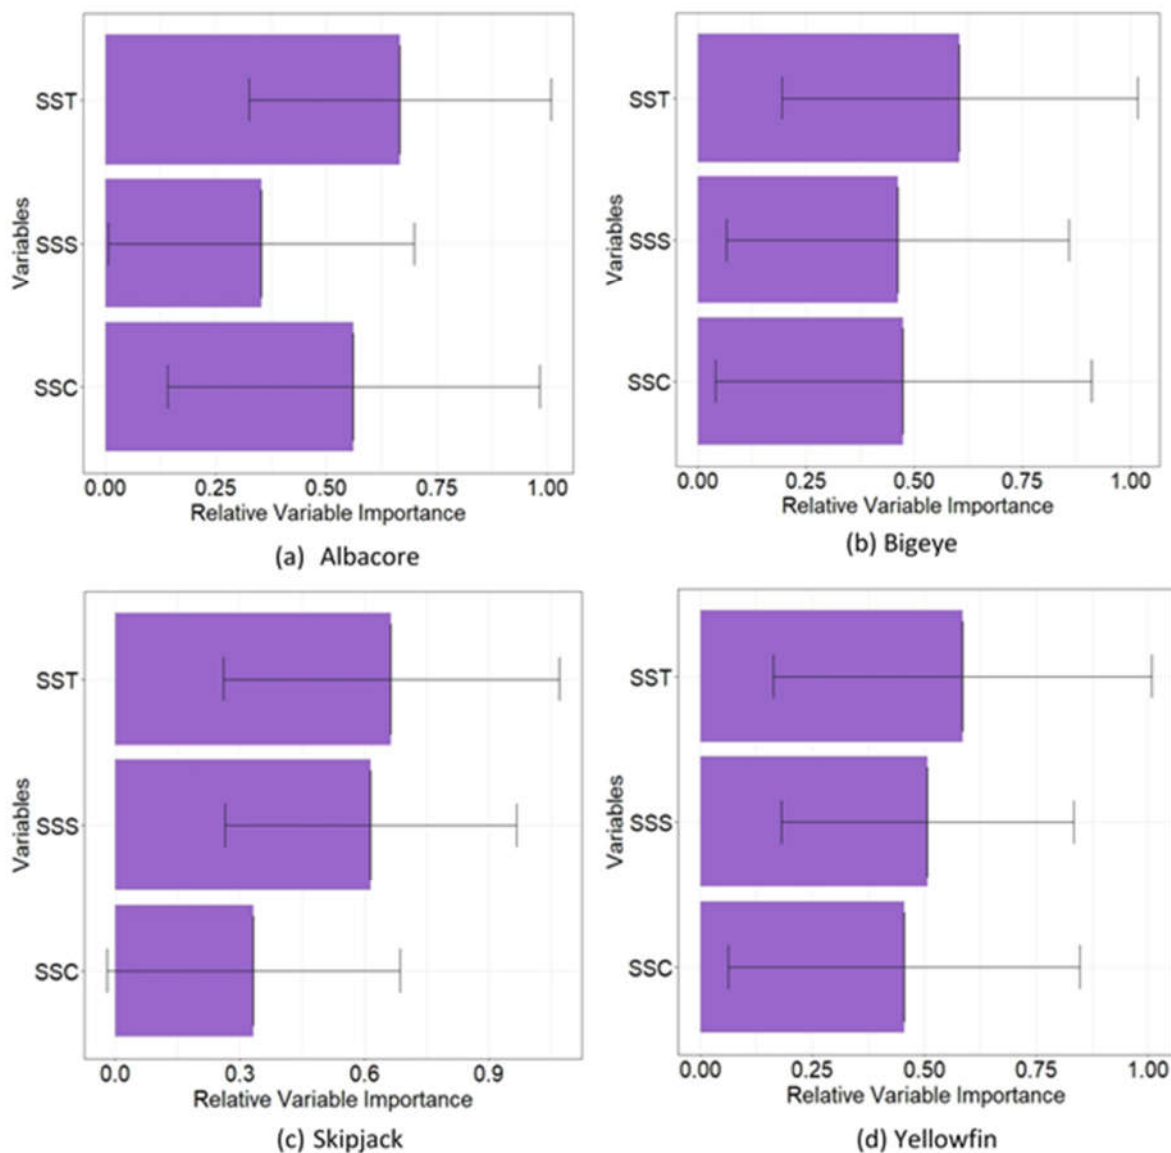 Variables
SST
SSS
SSC
0.00 0.25 0.50 0.75 1.00
Relative Variable Importance
(a) Albacore
Variables
SST
SSS
SSC
0.00 0.25 0.50 0.75 1.00
Relative Variable Importance
(b) Bigeye
Variables
SST
SSS
SSC
0.0 0.3 0.6 0.9
Relative Variable Importance
(c) Skipjack
Variables
SST
SSS
SSC
0.00 0.25 0.50 0.75 1.00
Relative Variable Importance
(d) Yellowfin